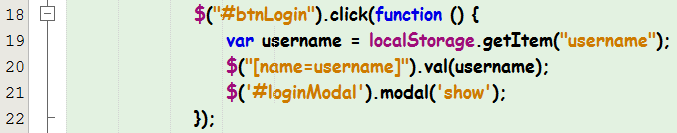 18 $("#btnLogin").click(function () {
19 var username = localStorage.getItem("username");
20 $("[name=username]").val(username);
21 $('#loginModal').modal('show');
22 });